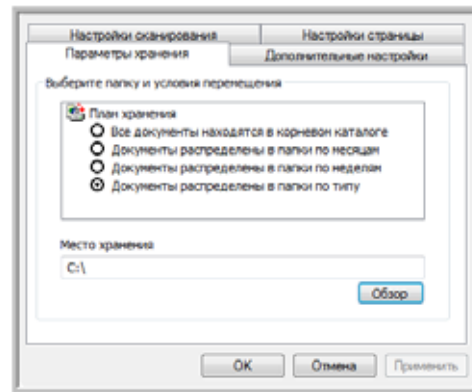 Настройки сканирования
Настройки страницы
Параметры хранения
Дополнительные настройки
Выберите папку и условия перемещения
План хранения
Все документы находятся в корневом каталоге
Документы распределены в папки по месяцам
Документы распределены в папки по неделям
Документы распределены в папки по типу
Место хранения
C:\
Обзор
OK
Отмена
Применить